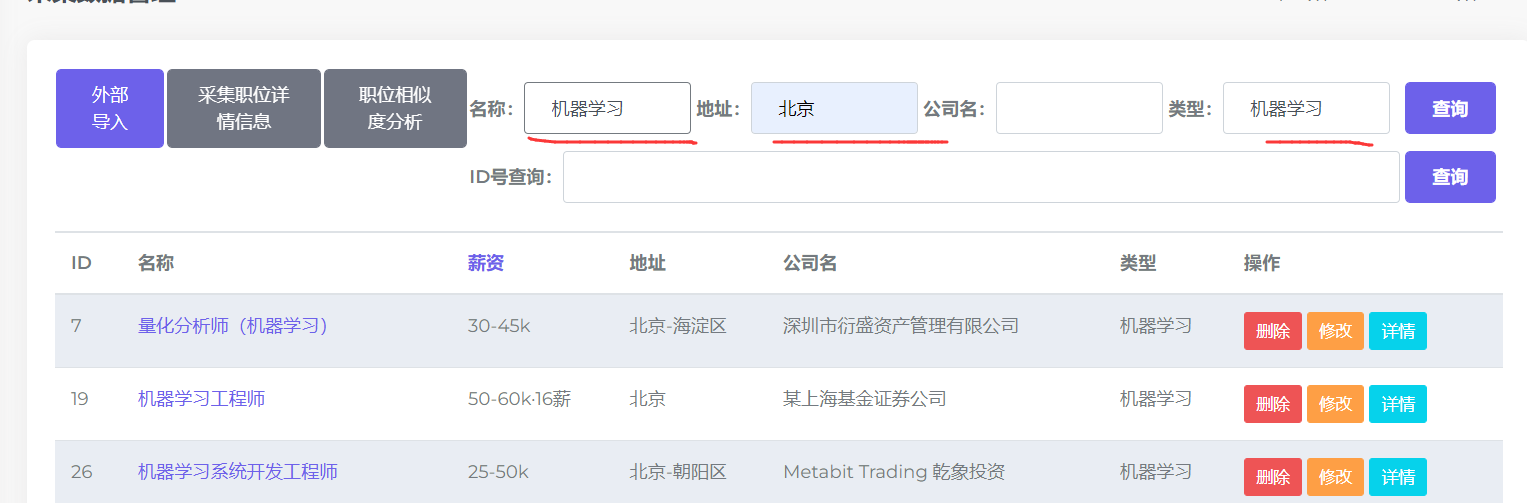 外部
导入
采集职位详
情信息
职位相似
度分析
名称： 机器学习 地址： 北京 公司名： 类型： 机器学习 查询
ID号查询： 查询
ID 名称 薪资 地址 公司名 类型 操作
7 量化分析师（机器学习） 30-45k 北京-海淀区 深圳市衍盛资产管理有限公司 机器学习 删除 修改 详情
19 机器学习工程师 50-60k·16薪 北京 某上海基金证券公司 机器学习 删除 修改 详情
26 机器学习系统开发工程师 25-50k 北京-朝阳区 Metabit Trading 乾象投资 机器学习 删除 修改 详情